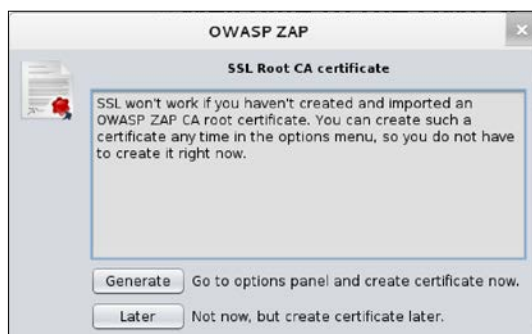 OWASP ZAP
SSL Root CA certificate
SSL won't work if you haven't created and imported an
OWASP ZAP CA root certificate. You can create such a
certificate any time in the options menu, so you do not have
to create it right now.
Generate Go to options panel and create certificate now.
Later Not now, but create certificate later.